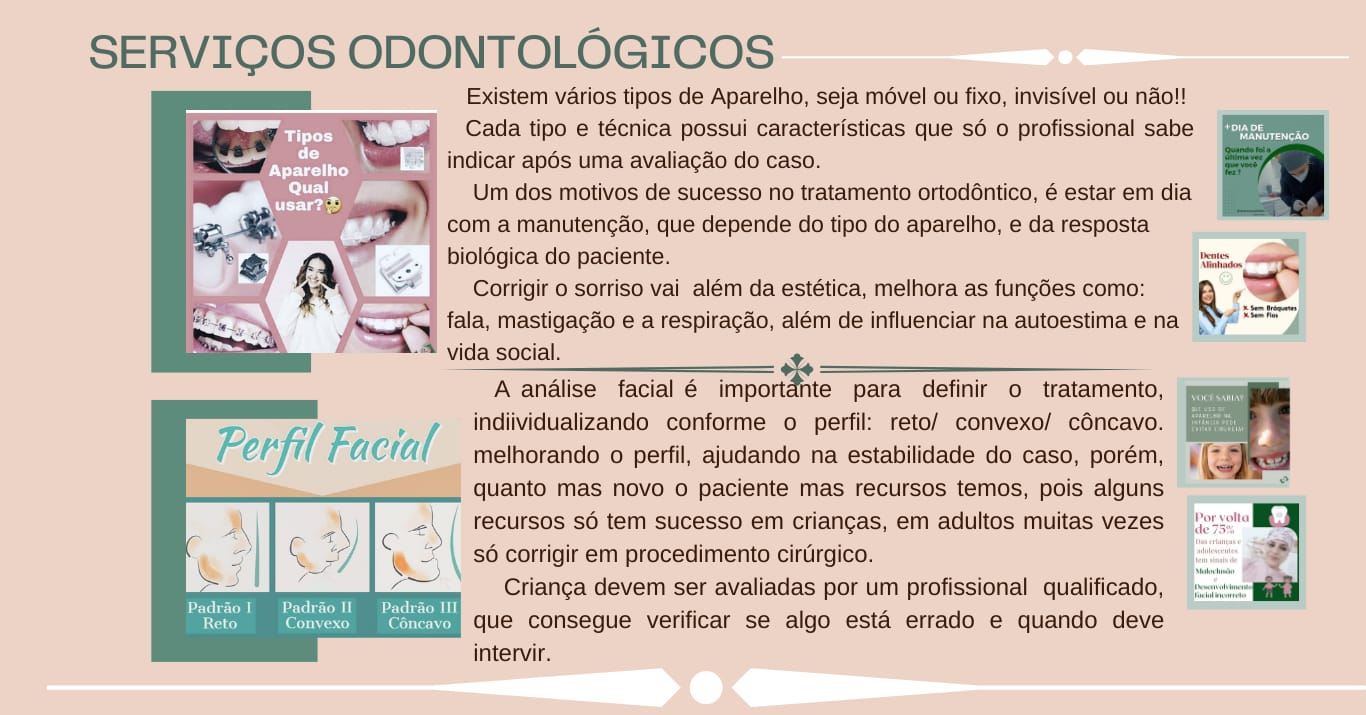 SERVIÇOS ODONTOLÓGICOS
Tipos
de
Aparelho
Qual
usar?
Existem vários tipos de Aparelho, seja móvel ou fixo, invisível ou não!!
Cada tipo e técnica possui características que só o profissional sabe
indicar após uma avaliação do caso.
Um dos motivos de sucesso no tratamento ortodôntico, é estar em dia
com a manutenção, que depende do tipo do aparelho, e da resposta
biológica do paciente.
Corrigir o sorriso vai além da estética, melhora as funções como:
fala, mastigação e a respiração, além de influenciar na autoestima e na
vida social.
+DIA DE
MANUTENÇÃO
Quando foi a
última vez
que você
fez ?
Dentes
Alinhados
X Sem Bráquetes
X Sem Fios
Perfil Facial
Padrão I
Reto
Padrão II
Convexo
Padrão III
Côncavo
A análise facial é importante para definir o tratamento,
indiividualizando conforme o perfil: reto/ convexo/ côncavo.
melhorando o perfil, ajudando na estabilidade do caso, porém,
quanto mas novo o paciente mas recursos temos, pois alguns
recursos só tem sucesso em crianças, em adultos muitas vezes
só corrigir em procedimento cirúrgico.
Criança devem ser avaliadas por um profissional qualificado,
que consegue verificar se algo está errado e quando deve
intervir.
VOCÊ SABIA?
QUE USO DE
APARELHO NA
INFÂNCIA PODE
EVITAR CIRURGIA!
Por volta
de 75%
Das crianças e
adolescentes
tem sinais de
Maloclusão
e
Desenvolvimento
facial incorreto